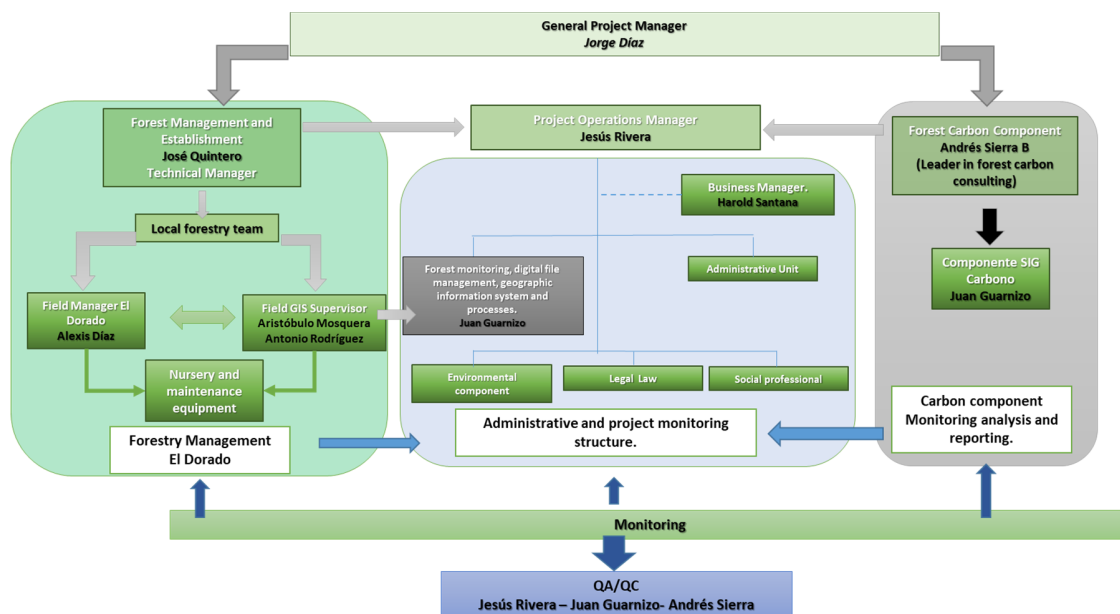 General Project Manager
Jorge Díaz
Forest Management and
Establishment
José Quintero
Technical Manager
Project Operations Manager
Jesús Rivera
Forest Carbon Component
Andrés Sierra B
(Leader in forest carbon
consulting)
Business Manager.
Harold Santana
Local forestry team
Forest monitoring, digital file
management, geographic
information system and
processes.
Juan Guarnizo
Administrative Unit
Componente SIG
Carbono
Juan Guarnizo
Field Manager El
Dorado
Alexis Díaz
Field GIS Supervisor
Aristóbulo Mosquera
Antonio Rodríguez
Nursery and
maintenance
equipment
Environmental
component
Legal Law
Social professional
Forestry Management
El Dorado
Administrative and project monitoring
structure.
Carbon component
Monitoring analysis and
reporting.
Monitoring
QA/QC
Jesús Rivera – Juan Guarnizo- Andrés Sierra